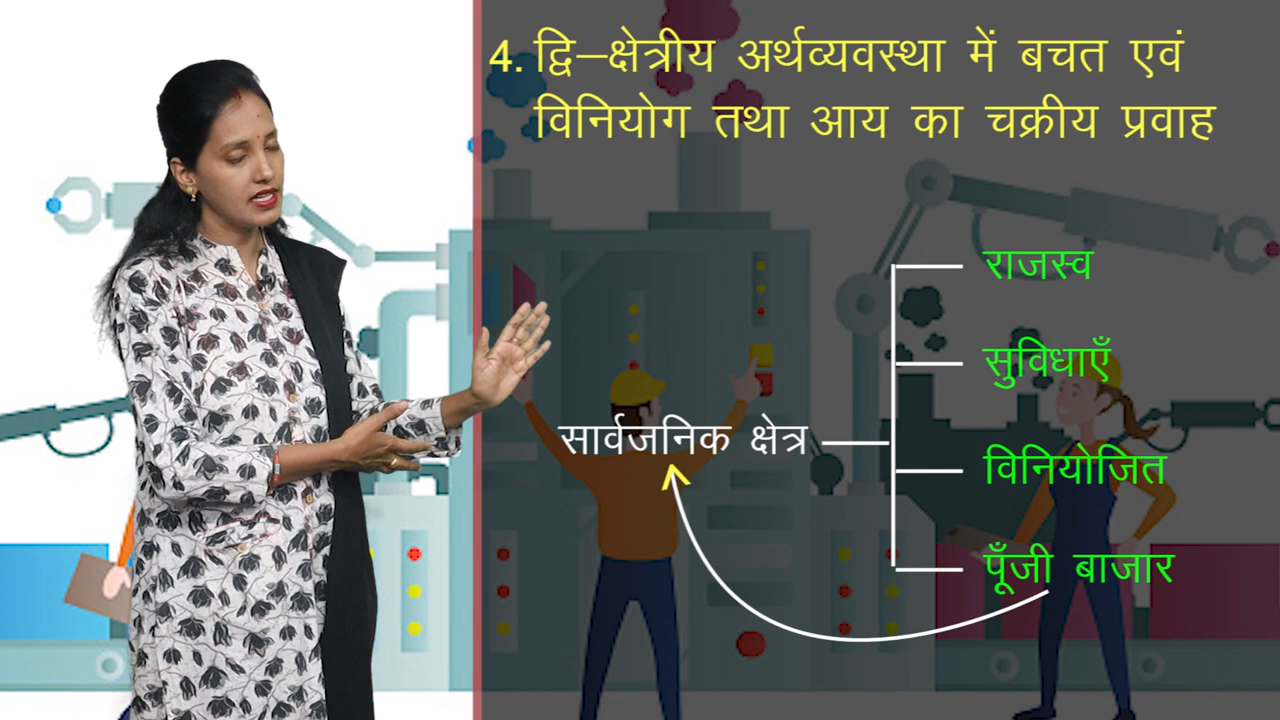 4. द्वि–क्षेत्रीय अर्थव्यवस्था में बचत एवं
विनियोग तथा आय का चक्रीय प्रवाह
राजस्व
सुविधाएँ
सार्वजनिक क्षेत्र
विनियोजित
पूँजी बाजार